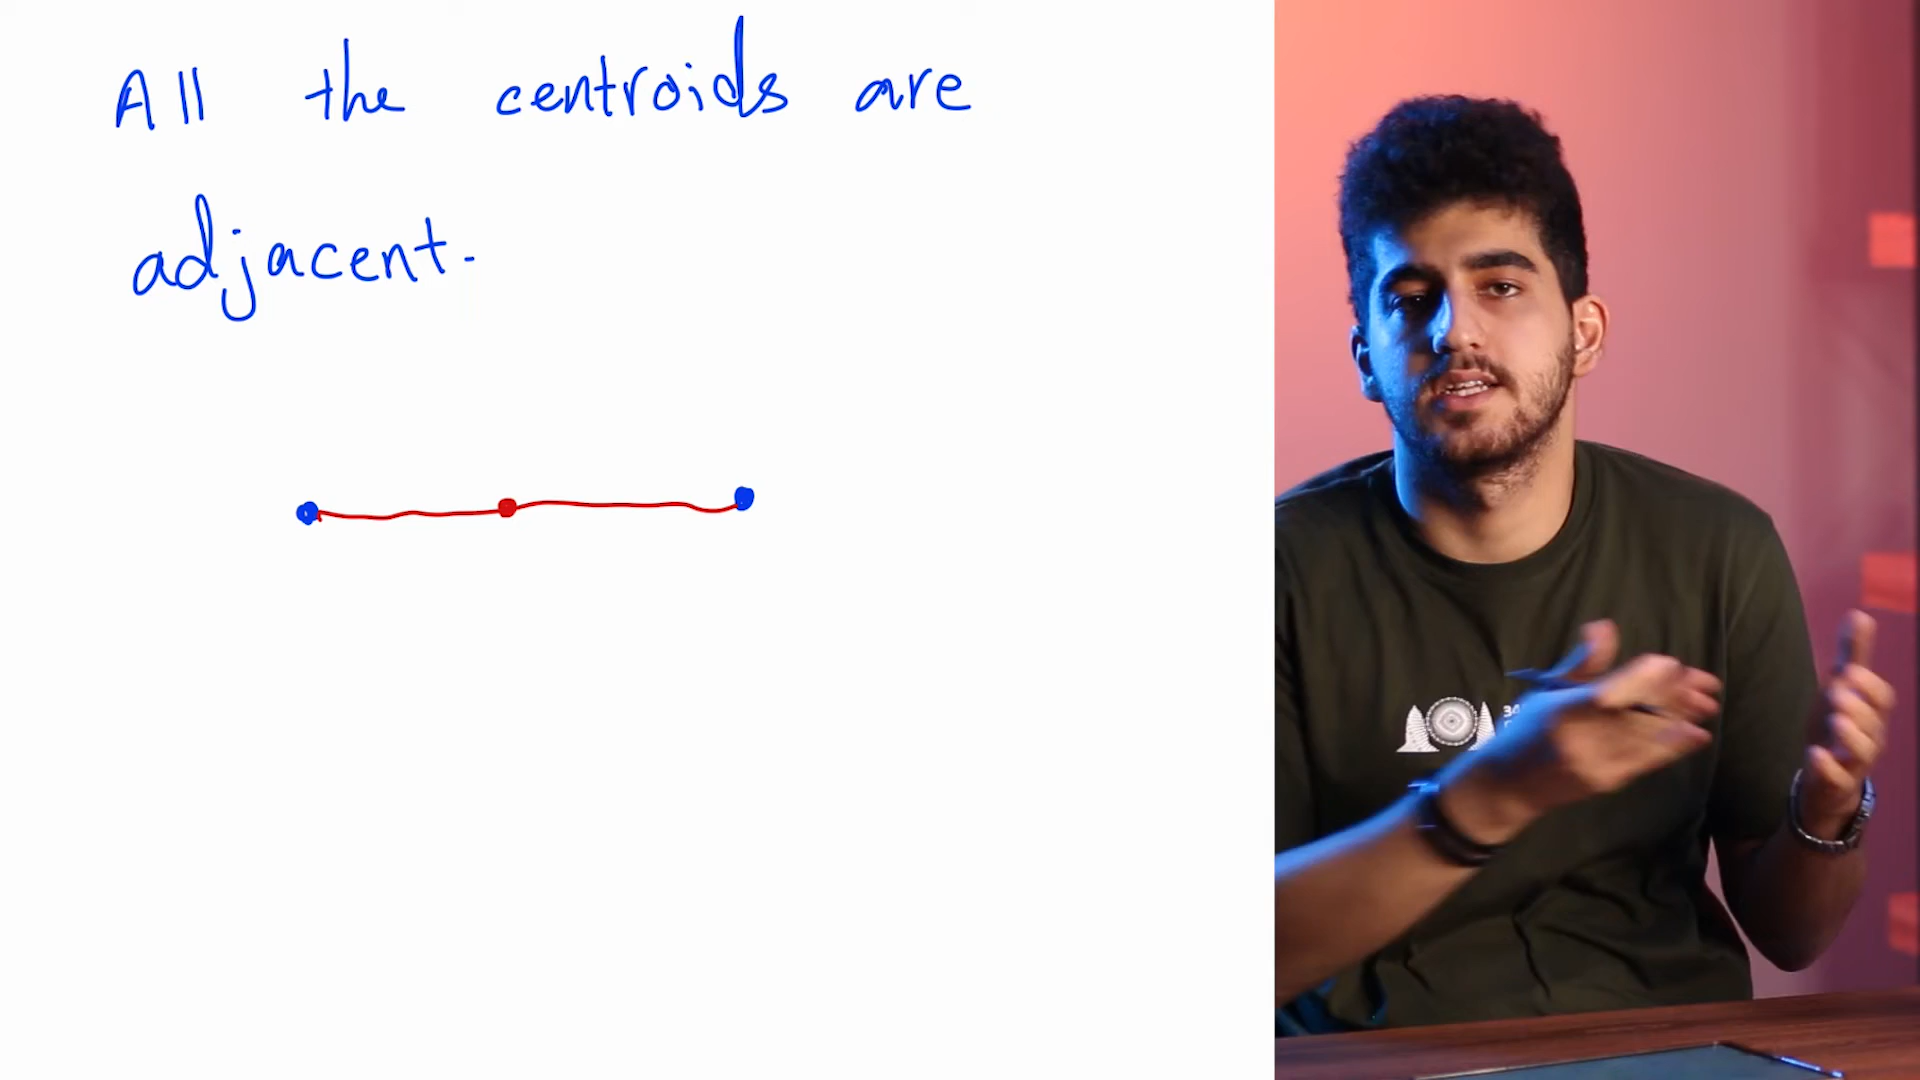 All the centroids are
adjacent.